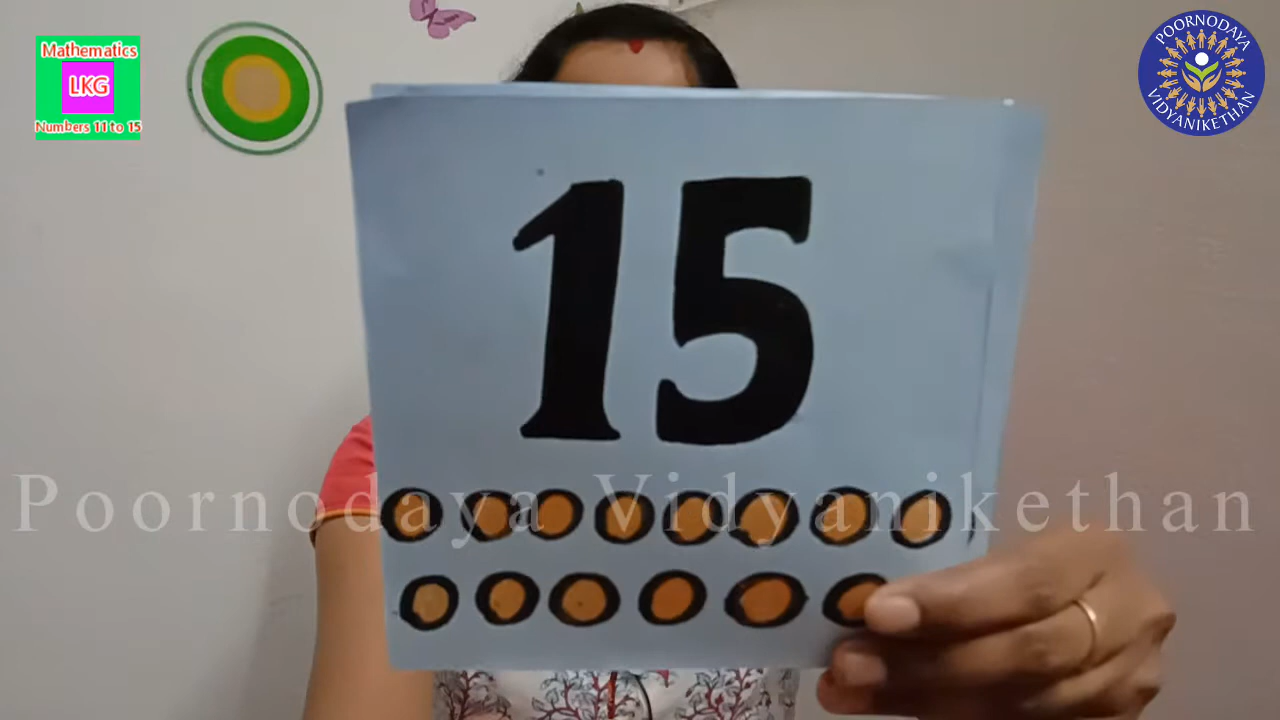 Mathematics
LKG
Numbers 11 to 15
POORNODAYA
VIDYANIKETHAN
15
Poornodaya Vidyanikethan